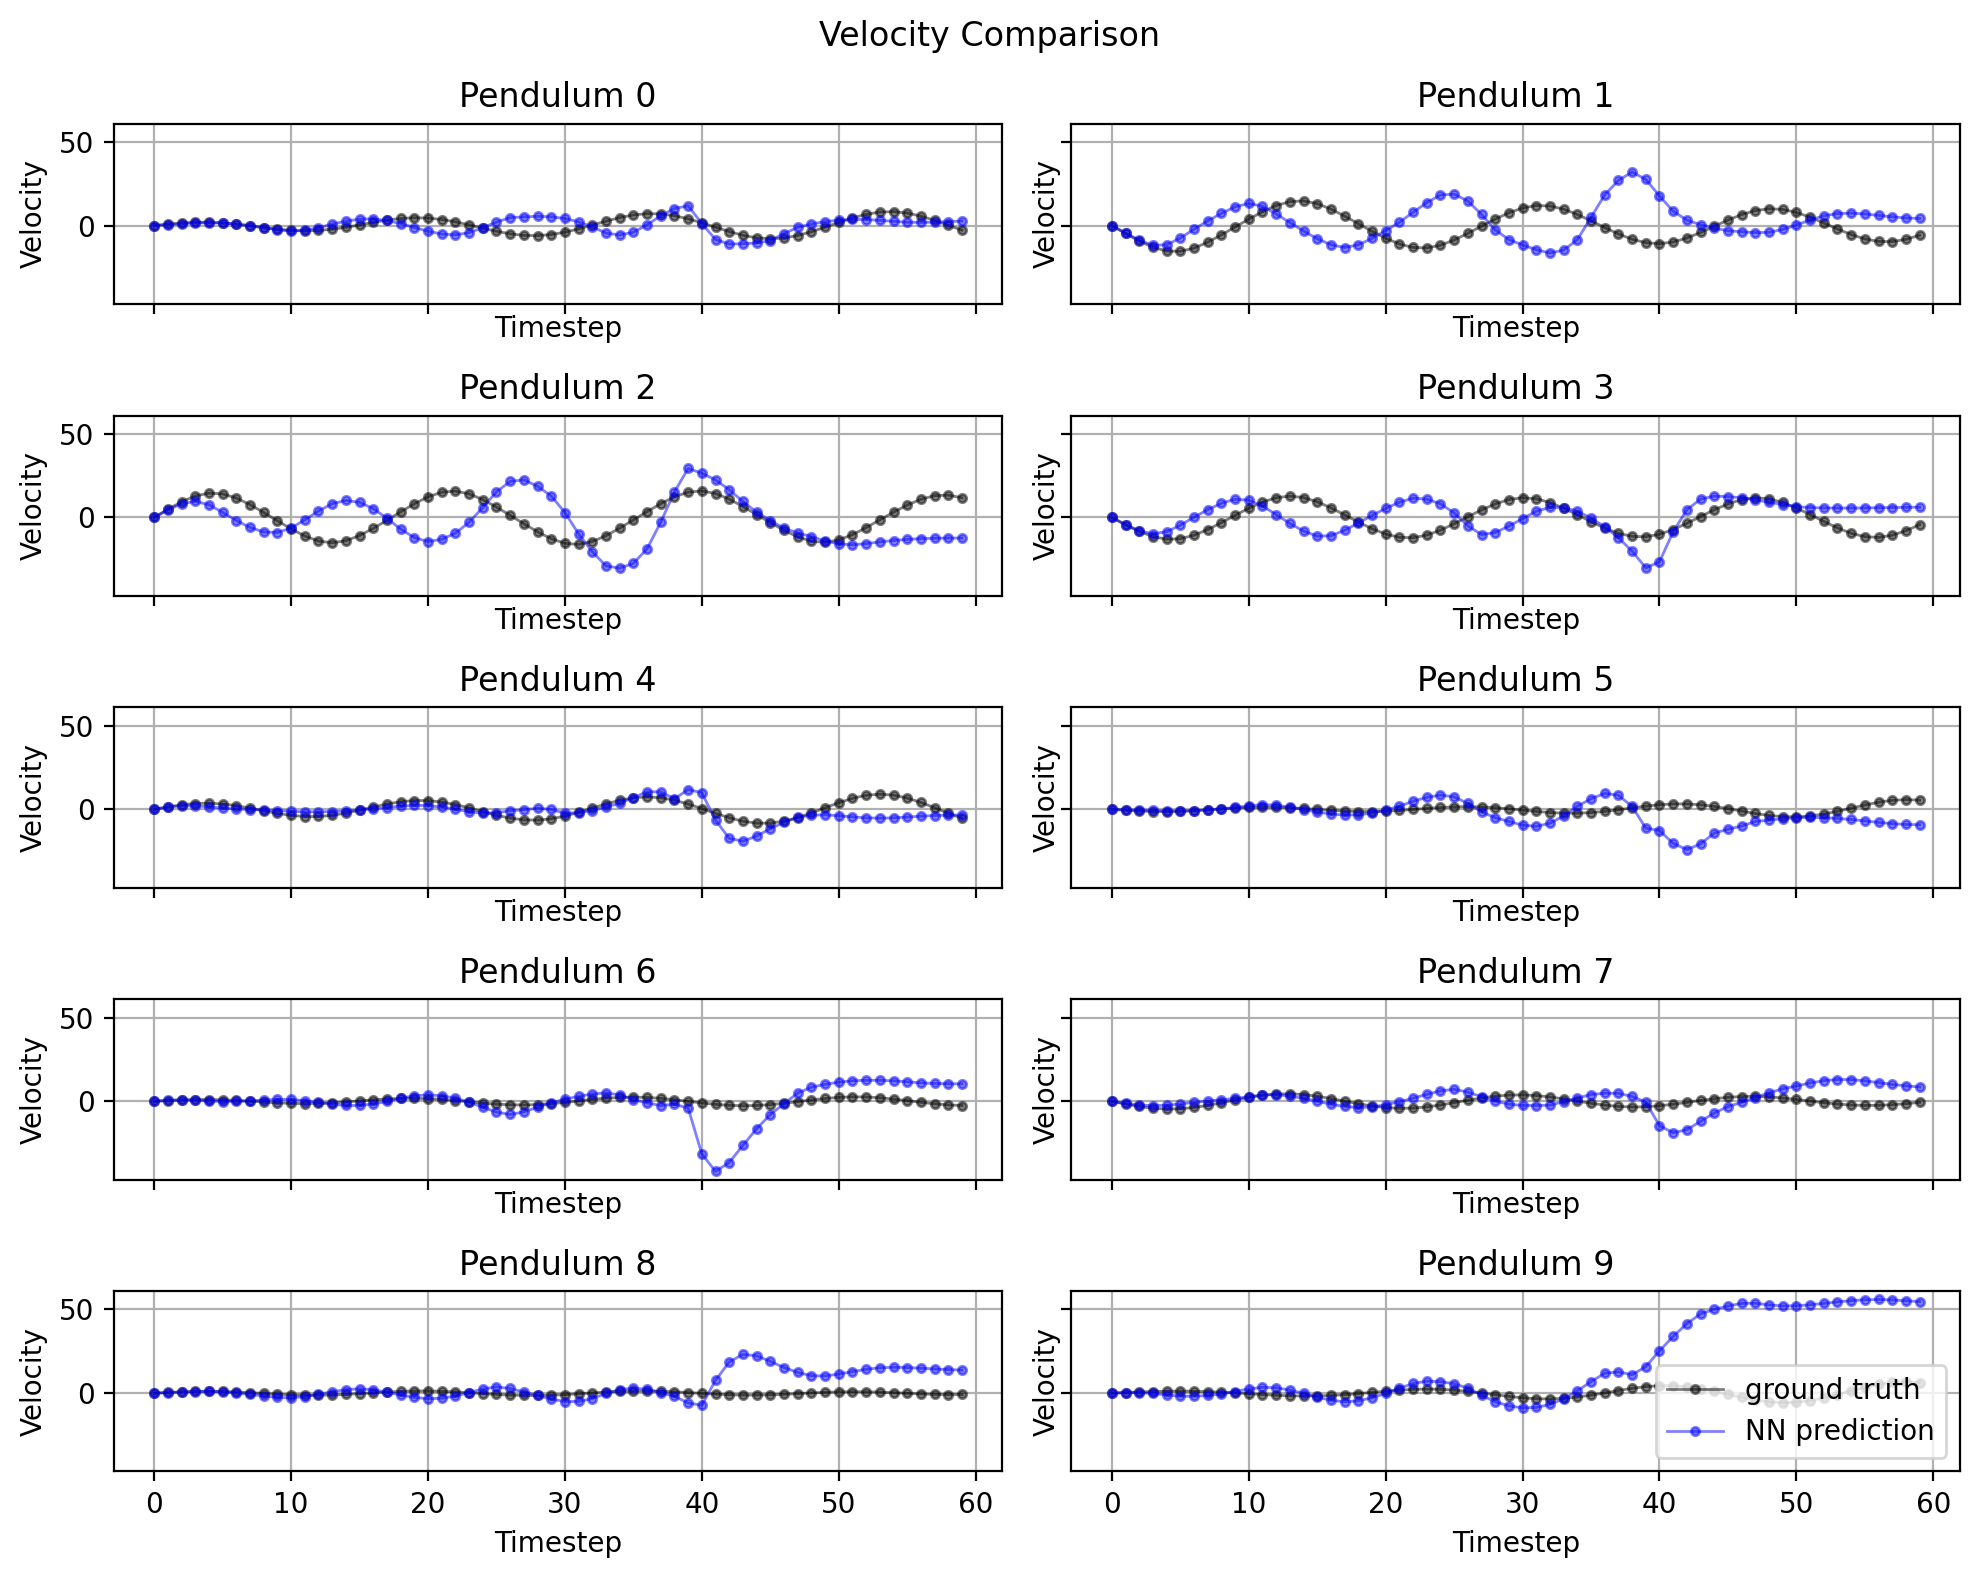 Velocity Comparison
Pendulum 0
Pendulum 1
50
0
Velocity
Velocity
Timestep
Timestep
Pendulum 2
Pendulum 3
50
0
Velocity
Velocity
Timestep
Timestep
Pendulum 4
Pendulum 5
50
0
Velocity
Velocity
Timestep
Timestep
Pendulum 6
Pendulum 7
50
0
Velocity
Velocity
Timestep
Timestep
Pendulum 8
Pendulum 9
50
0
Velocity
Velocity
ground truth
NN prediction
0 10 20 30 40 50 60
0 10 20 30 40 50 60
Timestep
Timestep